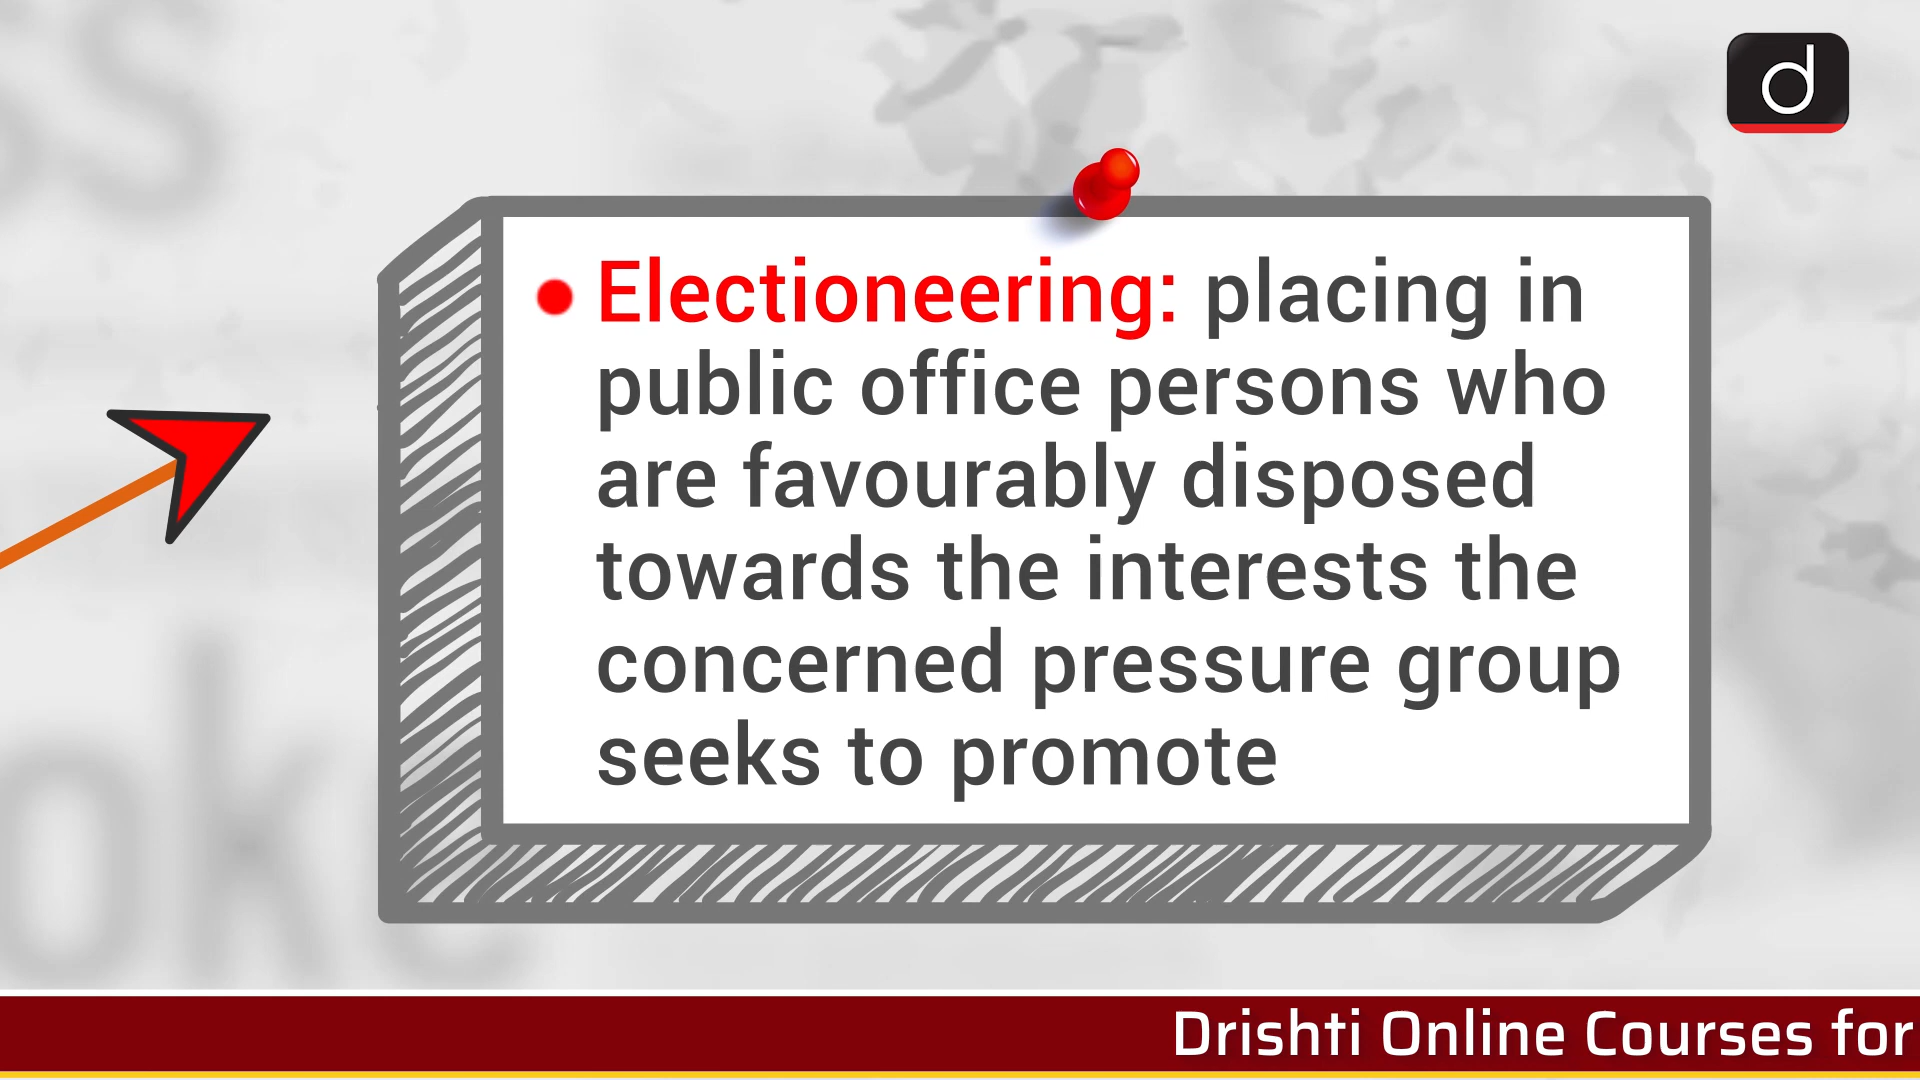 d
• Electioneering: placing in
public office persons who
are favourably disposed
towards the interests the
concerned pressure group
seeks to promote
Drishti Online Courses for